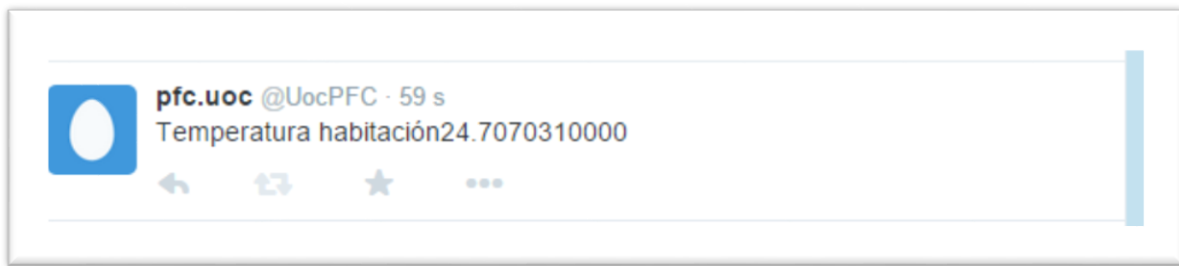 pfc.uoc @UocPFC · 59 s
Temperatura habitación24.7070310000